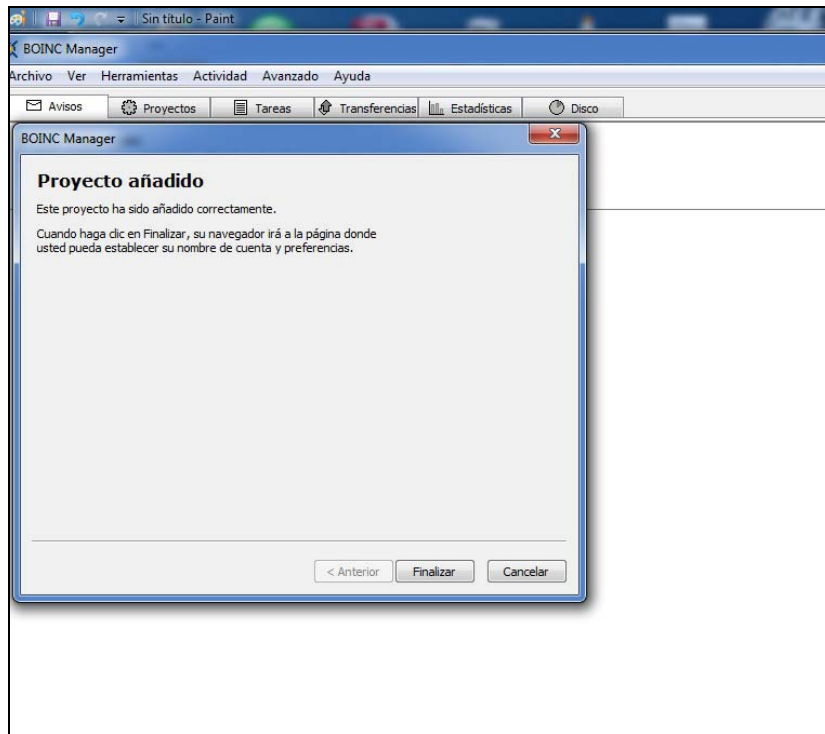 Sin título - Paint
BOINC Manager
Archivo Ver Herramientas Actividad Avanzado Ayuda
Avisos Proyectos Tareas Transferencias Estadísticas Disco
BOINC Manager
Proyecto añadido
Este proyecto ha sido añadido correctamente.
Cuando haga clic en Finalizar, su navegador irá a la página donde
usted pueda establecer su nombre de cuenta y preferencias.
< Anterior Finalizar Cancelar